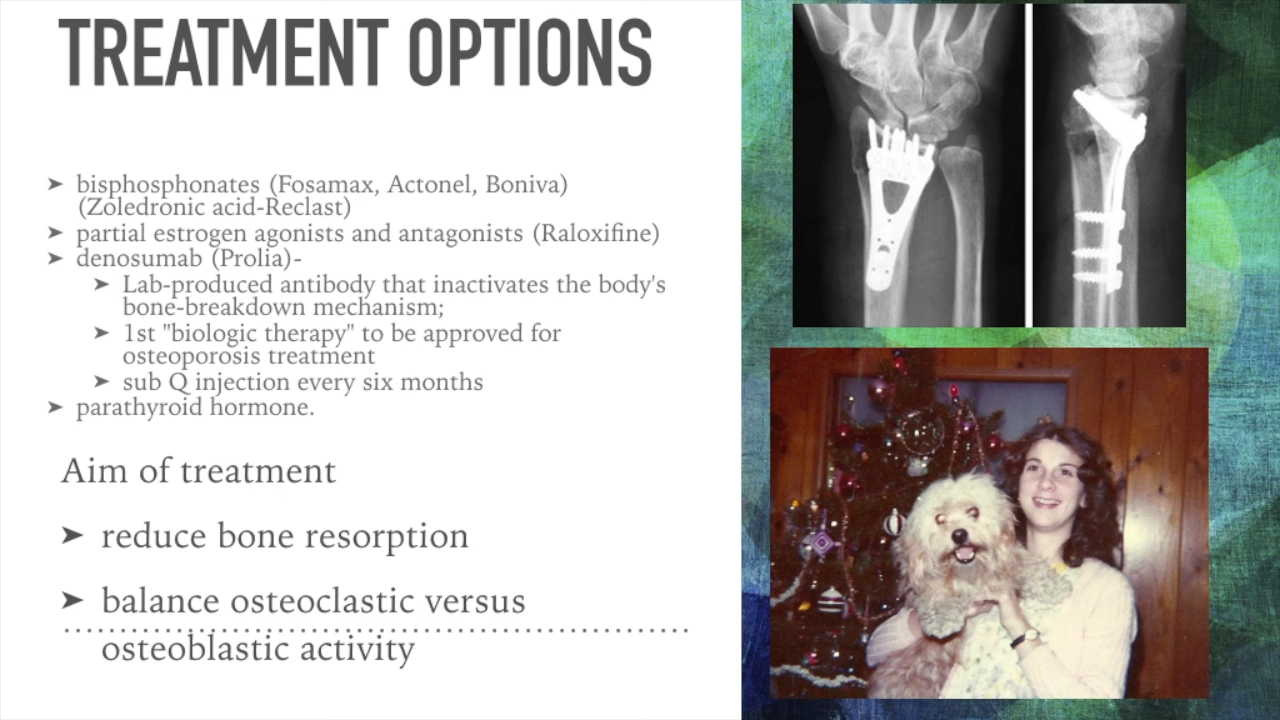 TREATMENT OPTIONS
➤ bisphosphonates (Fosamax, Actonel, Boniva)
(Zoledronic acid-Reclast)
➤ partial estrogen agonists and antagonists (Raloxifine)
➤ denosumab (Prolia)-
➤ Lab-produced antibody that inactivates the body's
bone-breakdown mechanism;
➤ 1st "biologic therapy" to be approved for
osteoporosis treatment
➤ sub Q injection every six months
➤ parathyroid hormone.
Aim of treatment
➤ reduce bone resorption
➤ balance osteoclastic versus
osteoblastic activity